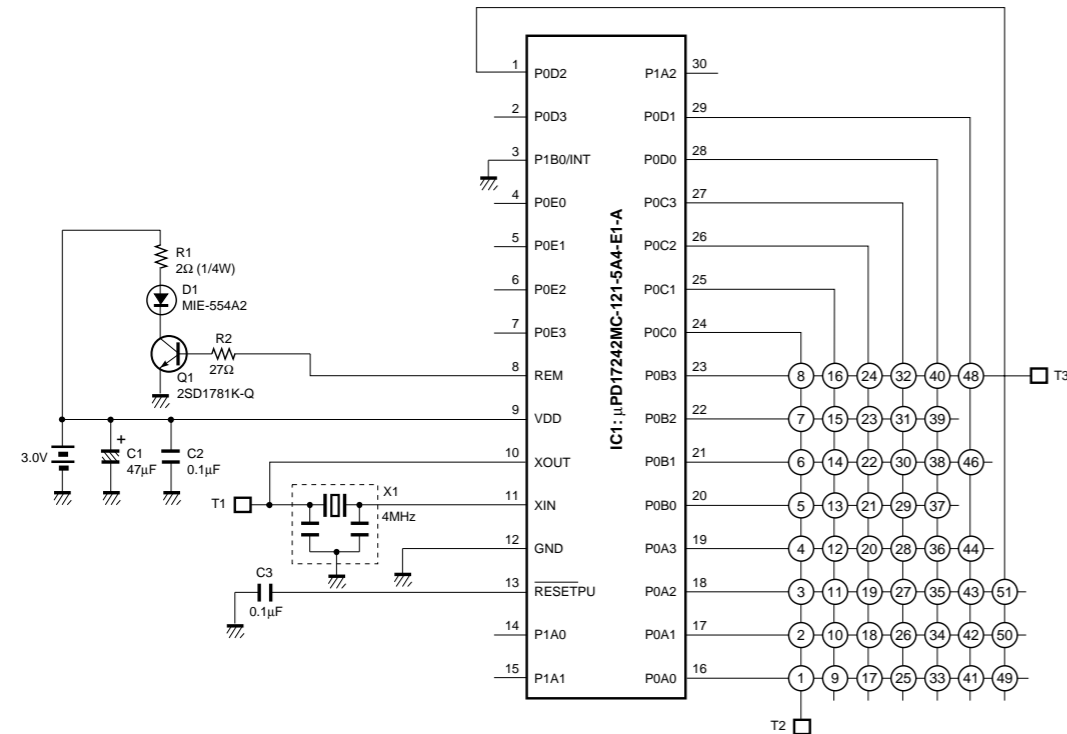 1 P0D2
2 P0D3
3 P1B0/INT
4 P0E0
5 P0E1
6 P0E2
7 P0E3
8 REM
9 VDD
10 XOUT
11 XIN
12 GND
13 RESETPU
14 P1A0
15 P1A1
IC1: μPD17242MC-121-5A4-E1-A
P1A2 30
P0D1 29
P0D0 28
P0C3 27
P0C2 26
P0C1 25
P0C0 24
P0B3 23
P0B2 22
P0B1 21
P0B0 20
P0A3 19
P0A2 18
P0A1 17
P0A0 16
R1
2Ω (1/4W)
D1
MIE-554A2
R2
27Ω
Q1
2SD1781K-Q
3.0V
+
C1
47μF
C2
0.1μF
T1
X1
4MHz
C3
0.1μF
8 16 24 32 40 48
T3
7 15 23 31 39
6 14 22 30 38 46
5 13 21 29 37
4 12 20 28 36 44
3 11 19 27 35 43 51
2 10 18 26 34 42 50
1 9 17 25 33 41 49
T2